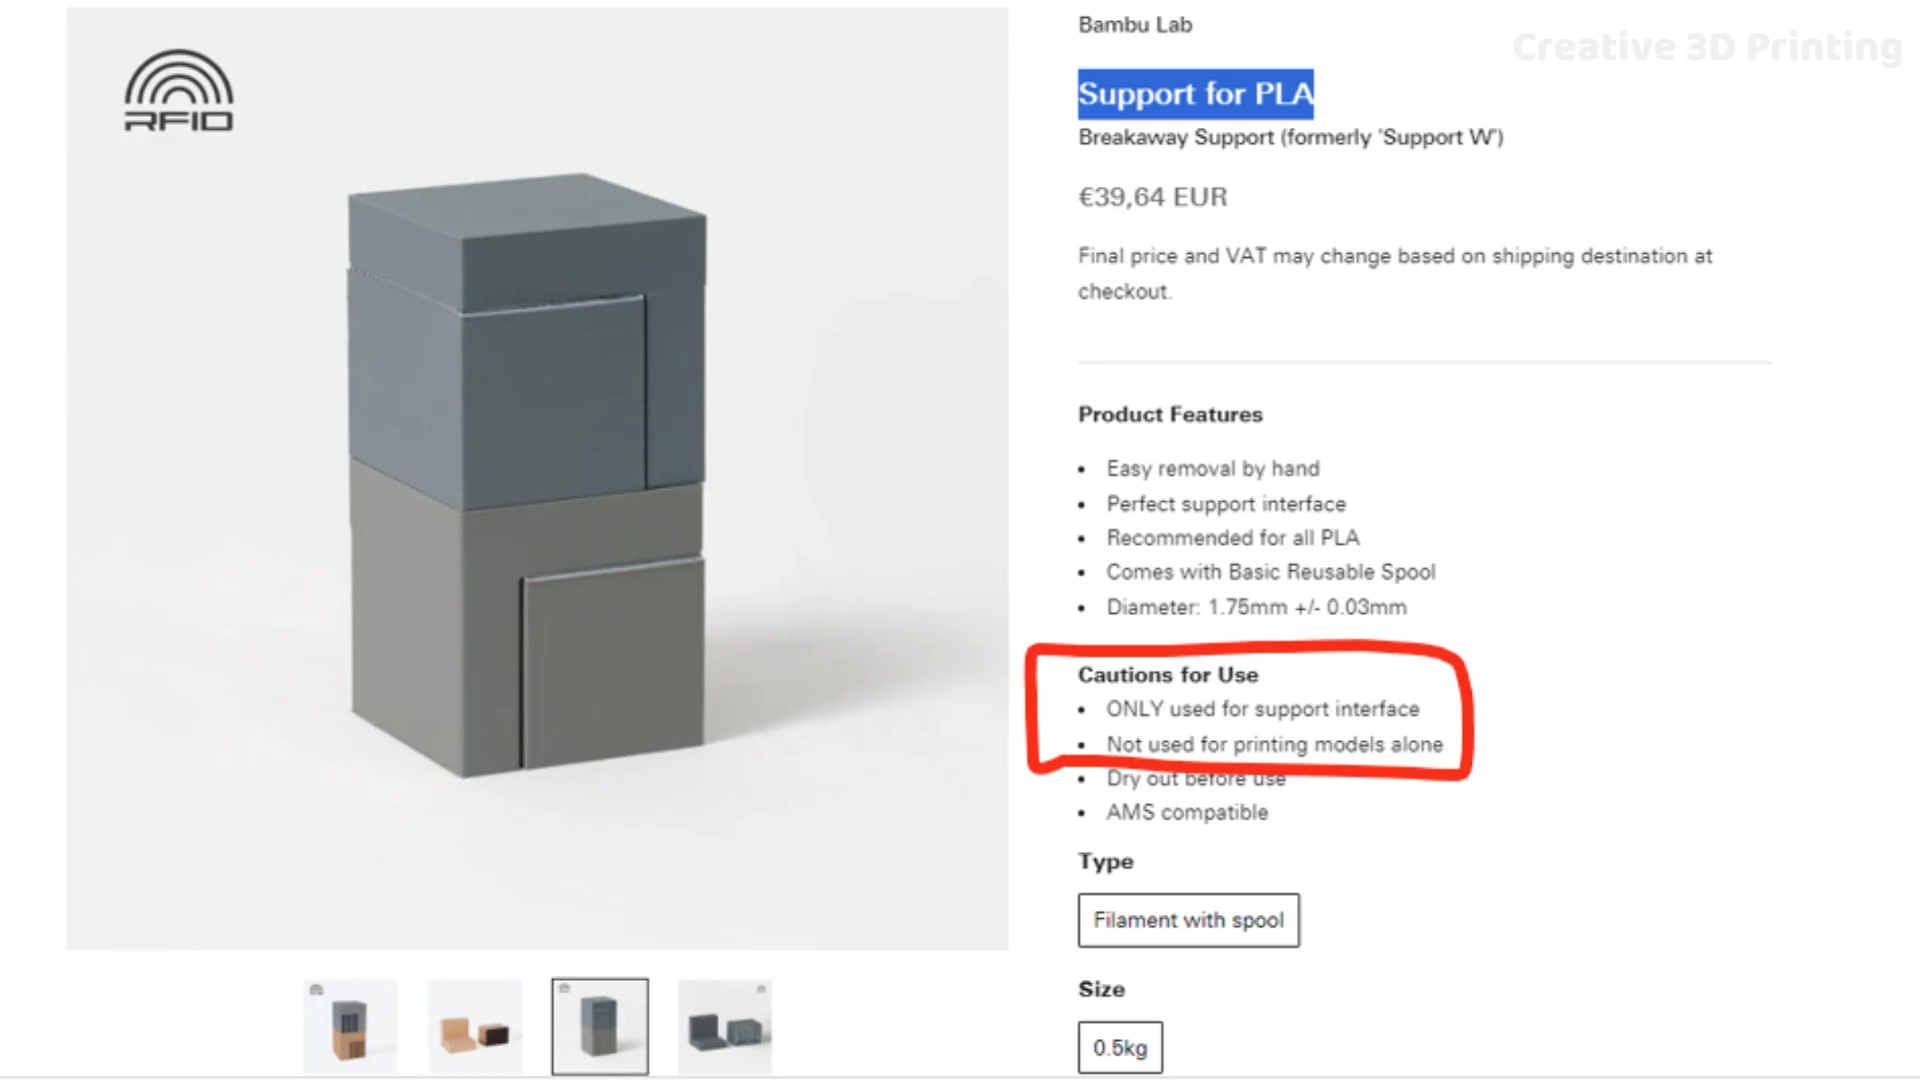 RFID
Bambu Lab
Creative 3D Printing
Support for PLA
Breakaway Support (formerly 'Support W')
€39,64 EUR
Final price and VAT may change based on shipping destination at
checkout.
Product Features
• Easy removal by hand
• Perfect support interface
• Recommended for all PLA
• Comes with Basic Reusable Spool
• Diameter: 1.75mm +/- 0.03mm
Cautions for Use
• ONLY used for support interface
• Not used for printing models alone
• Dry out before use
• AMS compatible
Type
Filament with spool
Size
0.5kg